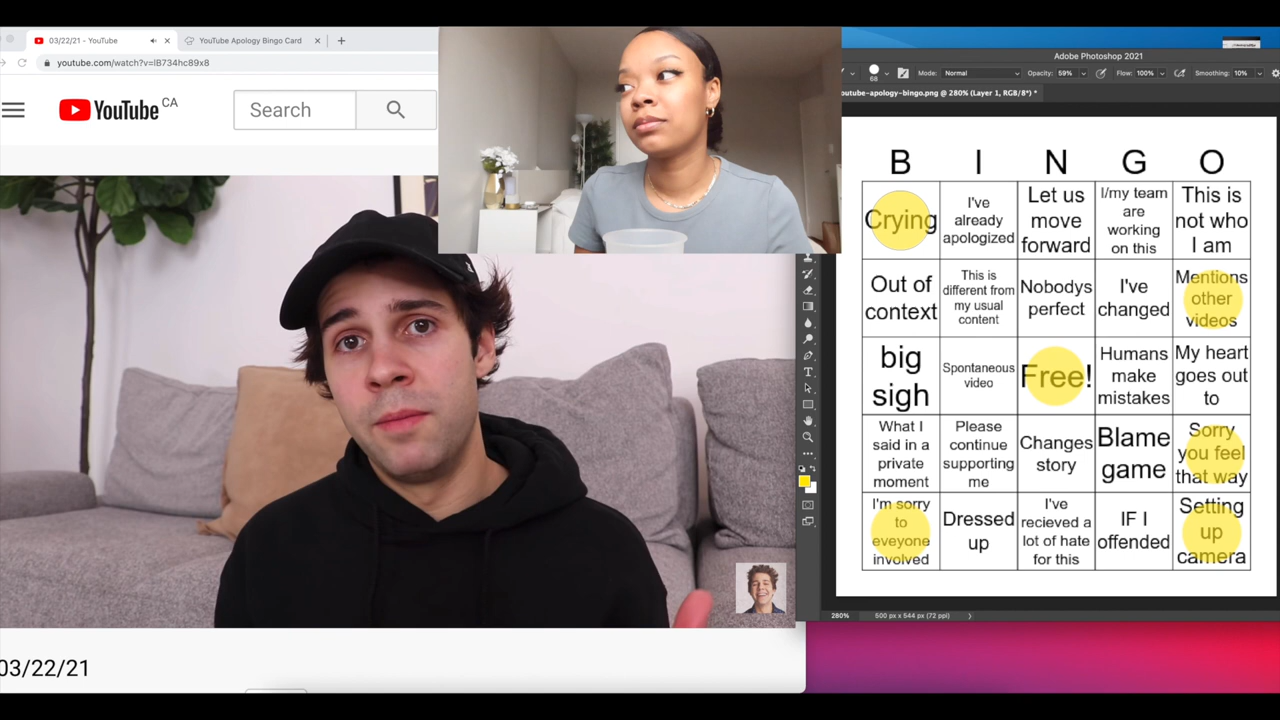 03/22/21 - YouTube
YouTube Apology Bingo Card
youtube.com/watch?v=lB734hc89x8
YouTube CA
Search
03/22/21
Adobe Photoshop 2021
68
Mode: Normal
Opacity: 59%
Flow: 100%
Smoothing: 10%
outube-apology-bingo.png @ 280% (Layer 1, RGB/8*) *
B I N G O
Crying
I've
already
apologized
Let us
move
forward
I/my team
are
working
on this
This is
not who
I am
Out of
context
This is
different from
my usual
content
Nobodys
perfect
I've
changed
Mentions
other
videos
big
sigh
Spontaneous
video
Free!
Humans
make
mistakes
My heart
goes out
to
What I
said in a
private
moment
Please
continue
supporting
me
Changes
story
Blame
game
Sorry
you feel
that way
I'm sorry
to
eveyone
involved
Dressed
up
I've
recieved a
lot of hate
for this
IF I
offended
Setting
up
camera
280%
500 px x 544 px (72 ppi)